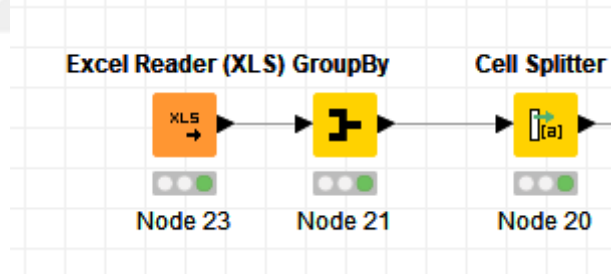 Excel Reader (XLS) GroupBy Cell Splitter
XLS
[a]
Node 23 Node 21 Node 20